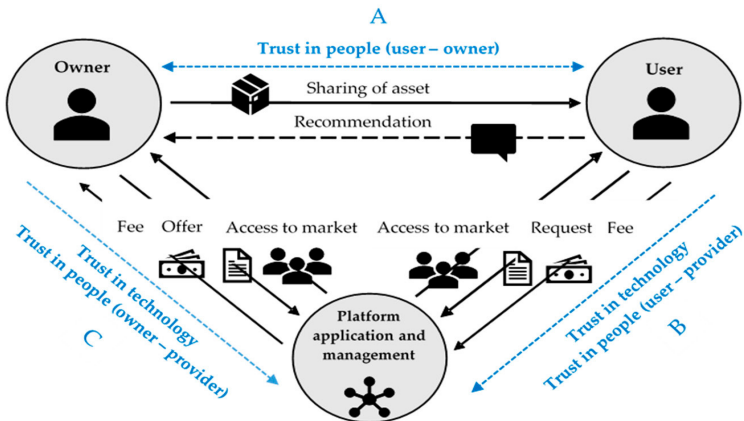 A
Trust in people (user – owner)
Owner
User
Sharing of asset
Recommendation
Fee Offer Access to market Access to market Request Fee
Trust in technology
Trust in people (owner – provider)
C
Trust in technology
Trust in people (user – provider)
B
Platform
application and
management